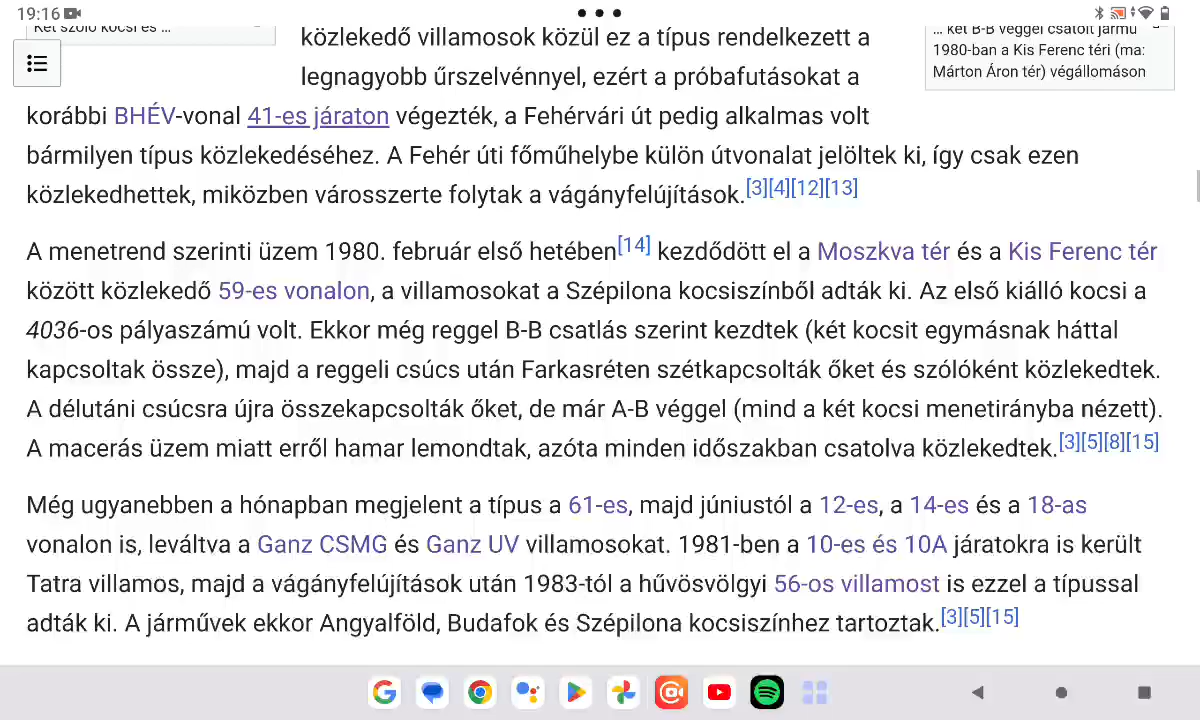 19:16
Két szóló kocsi és ...
... két B-B véggel csatolt jármű
1980-ban a Kis Ferenc téri (ma:
Márton Áron tér) végállomáson
közlekedő villamosok közül ez a típus rendelkezett a
legnagyobb űrszelvénnyel, ezért a próbafutásokat a
korábbi BHÉV-vonal 41-es járaton végezték, a Fehérvári út pedig alkalmas volt
bármilyen típus közlekedéséhez. A Fehér úti főműhelybe külön útvonalat jelöltek ki, így csak ezen
közlekedhettek, miközben városszerte folytak a vágányfelújítások.[3][4][12][13]
A menetrend szerinti üzem 1980. február első hetében[14] kezdődött el a Moszkva tér és a Kis Ferenc tér
között közlekedő 59-es vonalon, a villamosokat a Szépilona kocsiszínből adták ki. Az első kiálló kocsi a
4036-os pályaszámú volt. Ekkor még reggel B-B csatlás szerint kezdtek (két kocsit egymásnak háttal
kapcsoltak össze), majd a reggeli csúcs után Farkasréten szétkapcsolták őket és szólóként közlekedtek.
A délutáni csúcsra újra összekapcsolták őket, de már A-B véggel (mind a két kocsi menetirányba nézett).
A macerás üzem miatt erről hamar lemondtak, azóta minden időszakban csatolva közlekedtek.[3][5][8][15]
Még ugyanebben a hónapban megjelent a típus a 61-es, majd júniustól a 12-es, a 14-es és a 18-as
vonalon is, leváltva a Ganz CSMG és Ganz UV villamosokat. 1981-ben a 10-es és 10A járatokra is került
Tatra villamos, majd a vágányfelújítások után 1983-tól a hűvösvölgyi 56-os villamost is ezzel a típussal
adták ki. A járművek ekkor Angyalföld, Budafok és Szépilona kocsiszínhez tartoztak.[3][5][15]